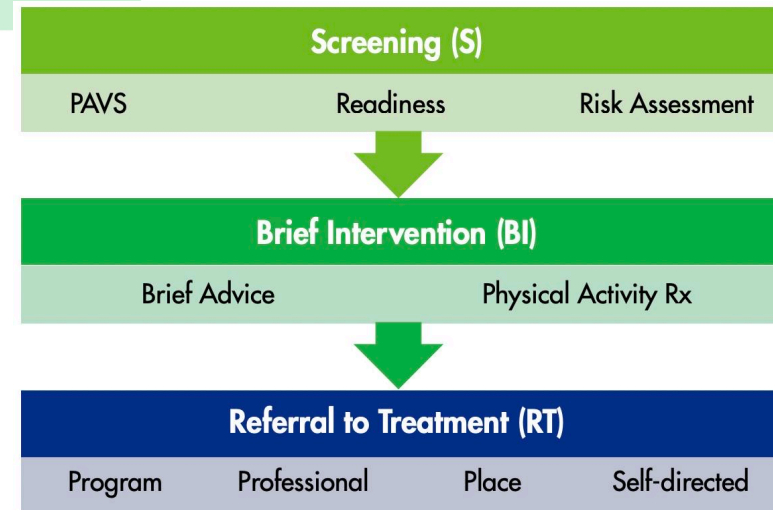 Screening (S)
PAVS Readiness Risk Assessment
Brief Intervention (BI)
Brief Advice Physical Activity Rx
Referral to Treatment (RT)
Program Professional Place Self-directed